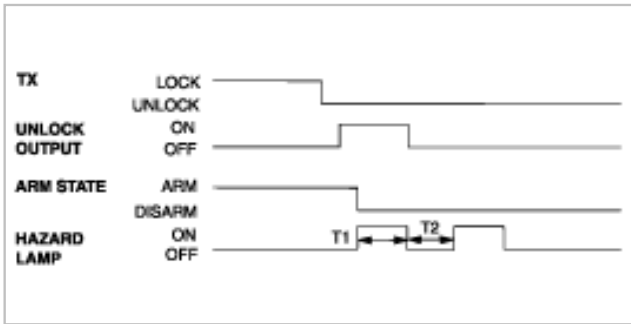 TX LOCK
UNLOCK
UNLOCK ON
OUTPUT OFF
ARM STATE ARM
DISARM
HAZARD ON
LAMP OFF
T1 T2